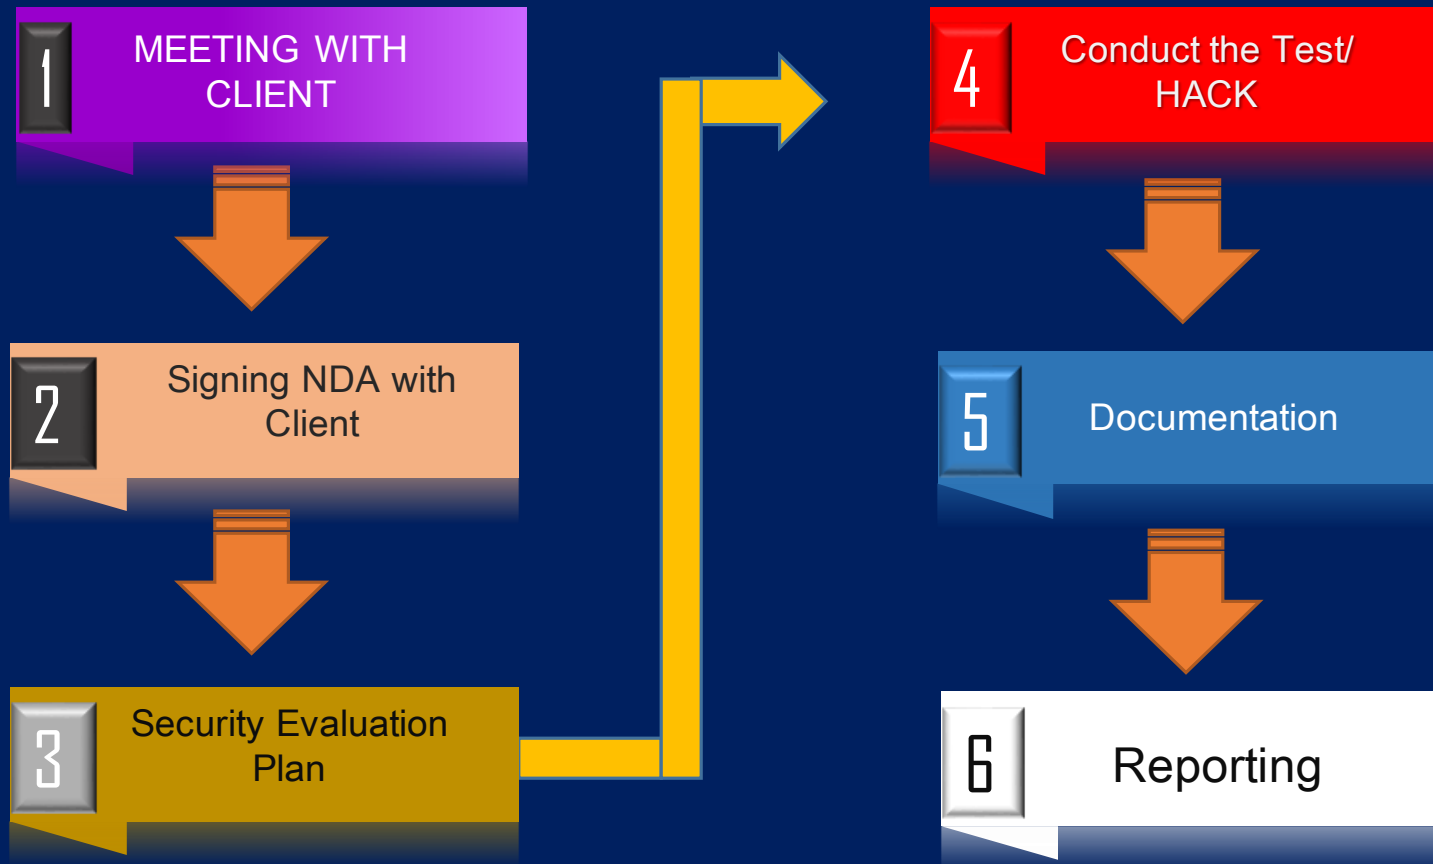 1
MEETING WITH
CLIENT
2
Signing NDA with
Client
3
Security Evaluation
Plan
4
Conduct the Test/
HACK
5
Documentation
6
Reporting